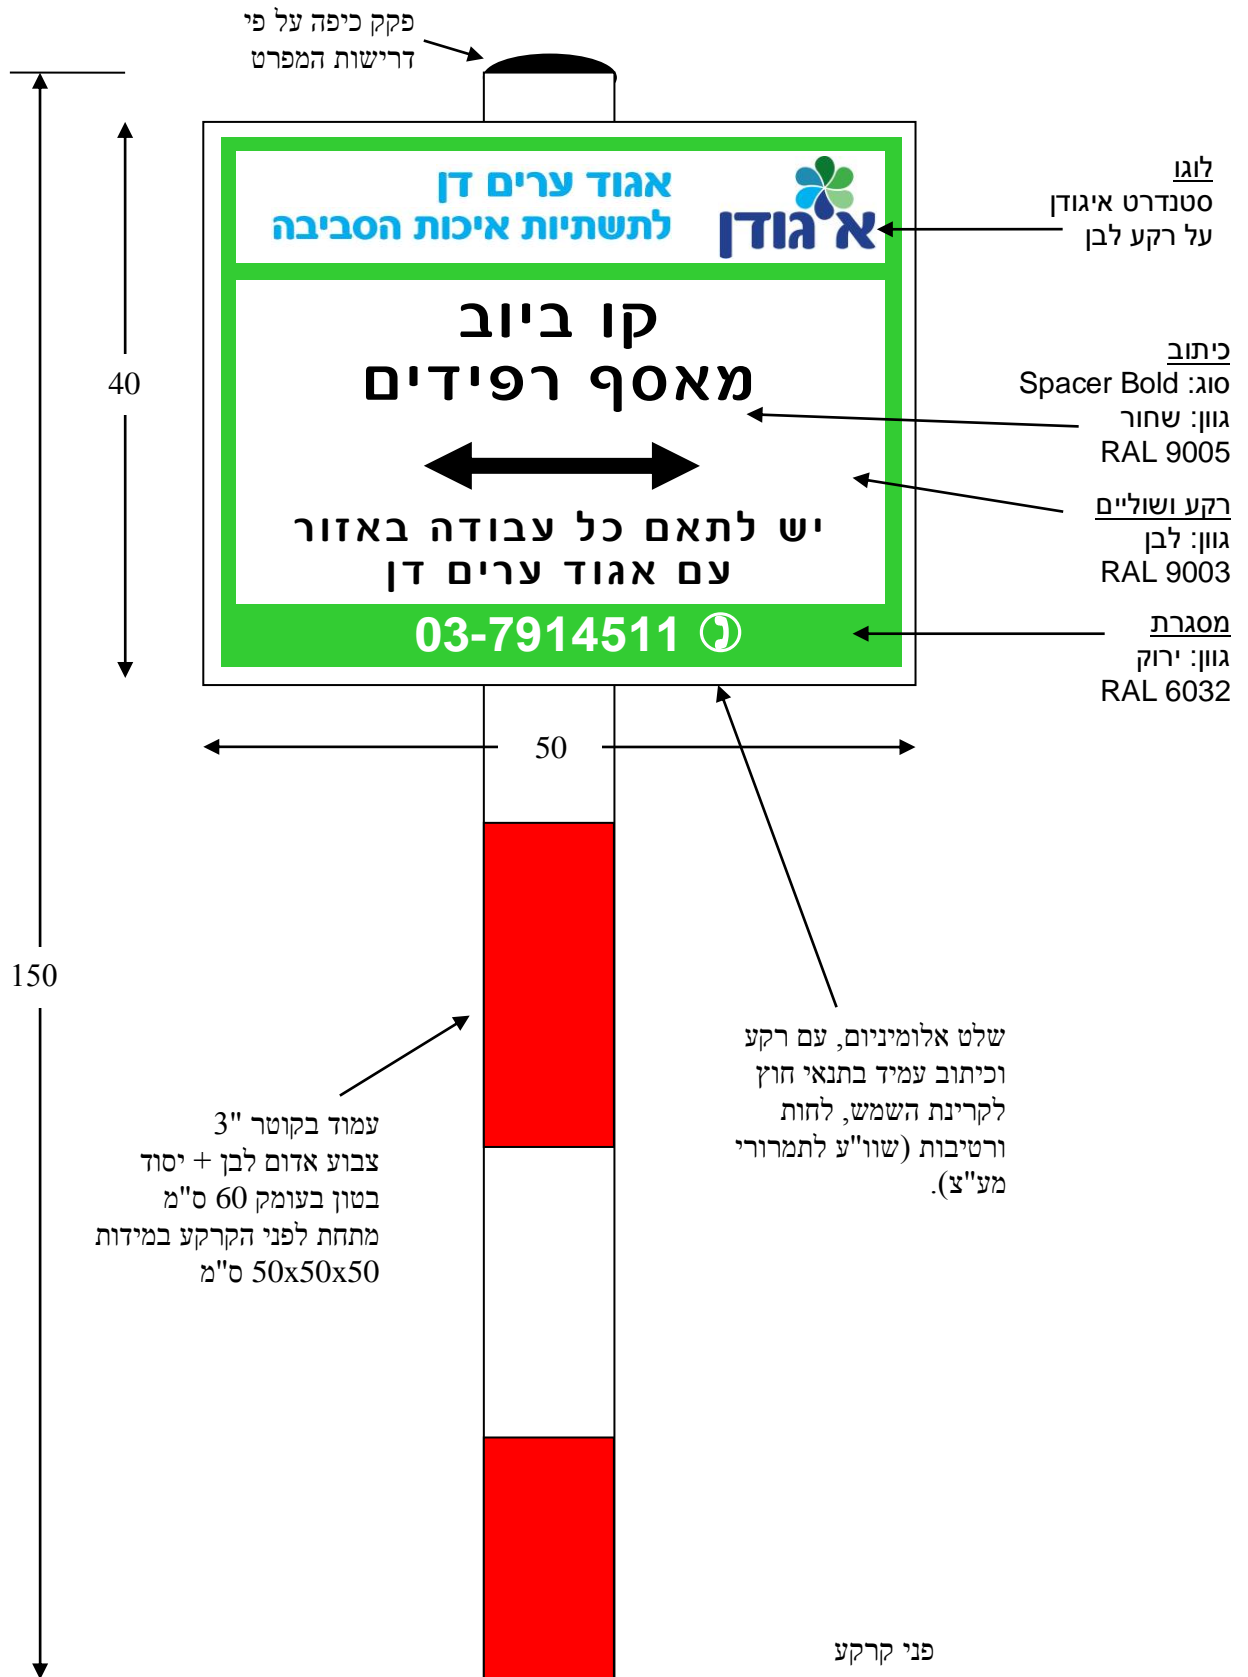 פקק כיפה על פי
דרישות המפרט
אגוד ערים דן
לתשתיות איכות הסביבה
איגודן
קו ביוב
מאסף רפידים
יש לתאם כל עבודה באזור
עם אגוד ערים דן
03-7914511
לוגו
סטנדרט איגודן
על רקע לבן
כיתוב
סוג: Spacer Bold
גוון: שחור
RAL 9005
רקע ושוליים
גוון: לבן
RAL 9003
מסגרת
גוון: ירוק
RAL 6032
40
50
150
שלט אלומיניום, עם רקע
וכיתוב עמיד בתנאי חוץ
לקרינת השמש, לחות
ורטיבות (שוו"ע לתמרורי
מע"צ).
עמוד בקוטר "3
צבוע אדום לבן + יסוד
בטון בעומק 60 ס"מ
מתחת לפני הקרקע במידות
50x50x50 ס"מ
פני קרקע